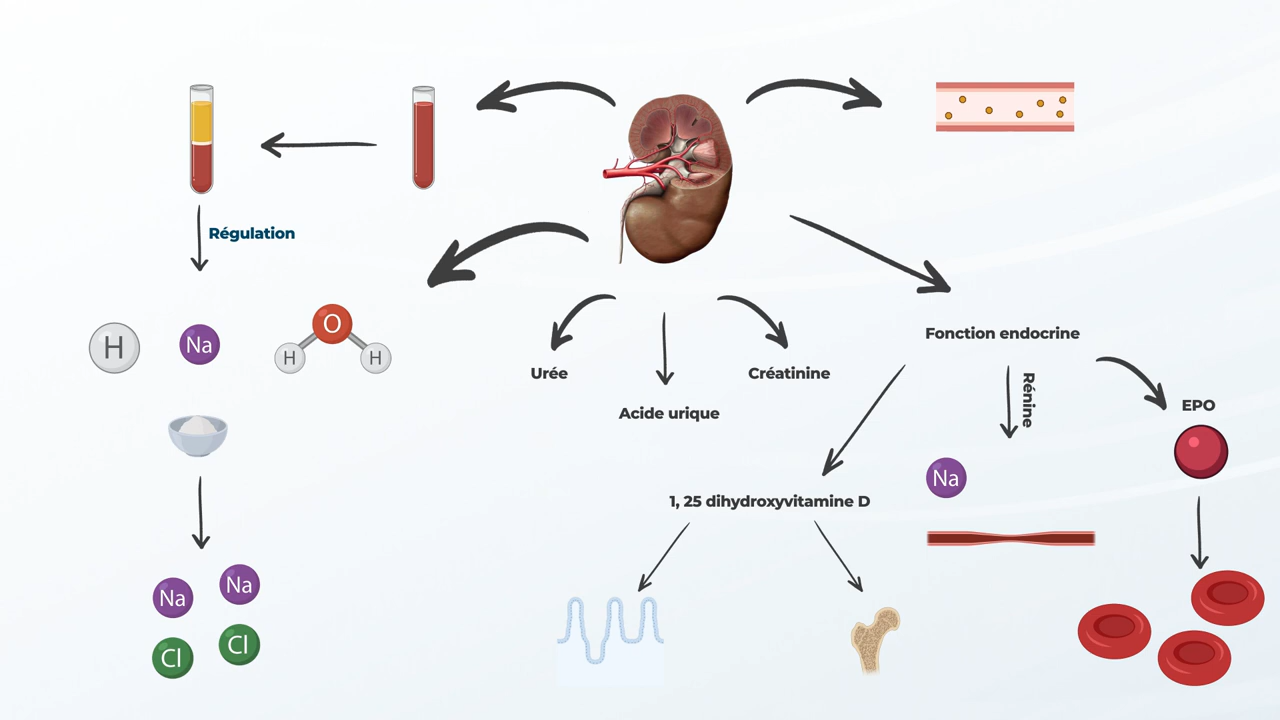 Régulation
H
Na
O
H
H
Urée
Acide urique
Créatinine
Fonction endocrine
Rénine
EPO
1, 25 dihydroxyvitamine D
Na
Na
Na
Cl
Cl